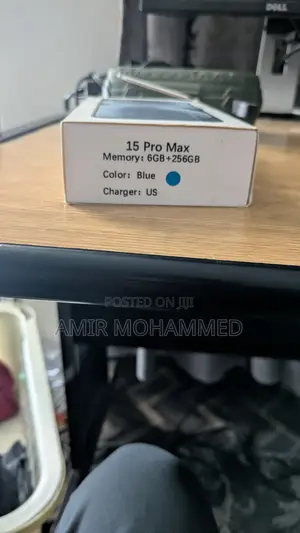 DELL
15 Pro Max
Memory: 6GB+256GB
Color: Blue
Charger: US
POSTED ON JIJI
AMIR MOHAMMED